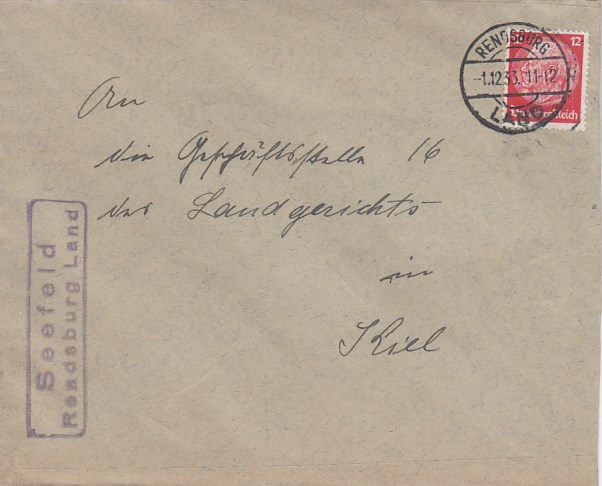 RENDSBURG
-1.12.33. 11-12
LAND
12
Deutsches Reich
An
die Geschäftsstelle 16
des Landgerichts
in
Kiel
Seefeld
Rendsburg Land